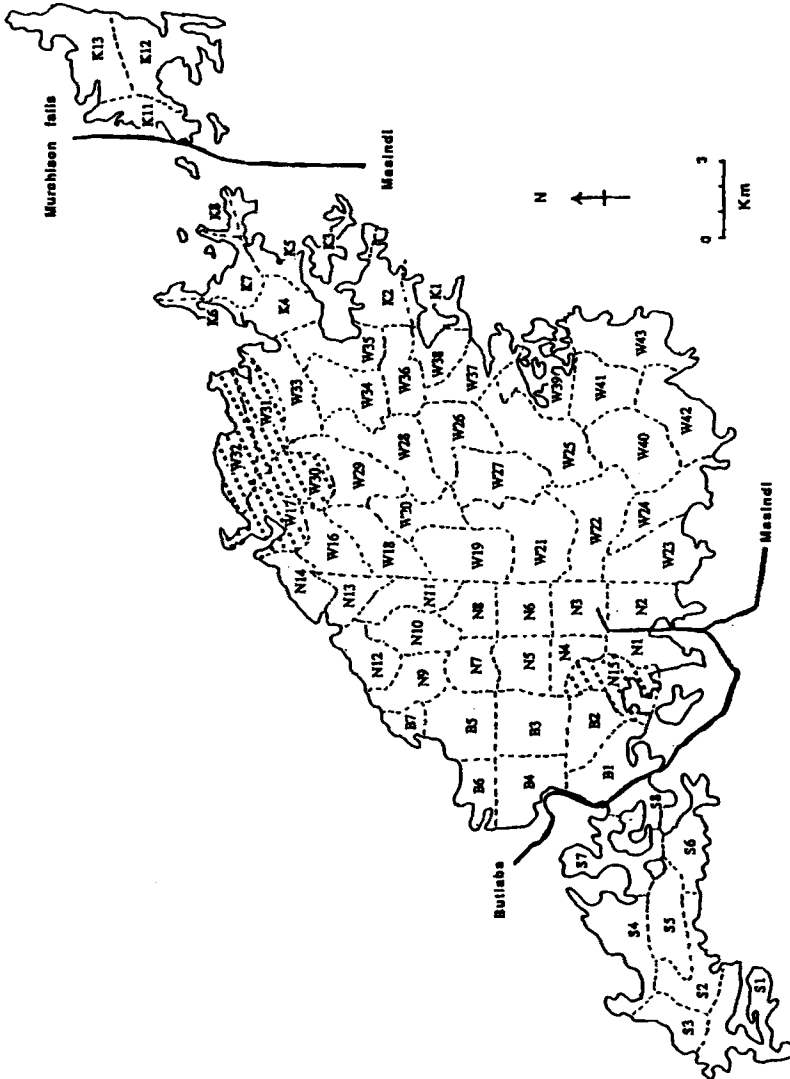 Murchison falls
K13
K12
K11
Masindi
K8
K3
K5
K7
K6
K4
K2
K1
N
0 3
Km
W35
W38
W36
W37
W33
W34
W31
W32
W30
W17
W29
W28
W26
W27
W39
W43
W41
W42
W40
W25
W24
W22
W23
W20
W16
W18
W19
W21
N14
N13
N11
N8
N6
N3
N2
N10
N12
N9
N7
N5
N4
N1
N15
B7
B5
B3
B2
B6
B4
B1
Masindi
Butiaba
S8
S7
S6
S4
S5
S2
S3
S1